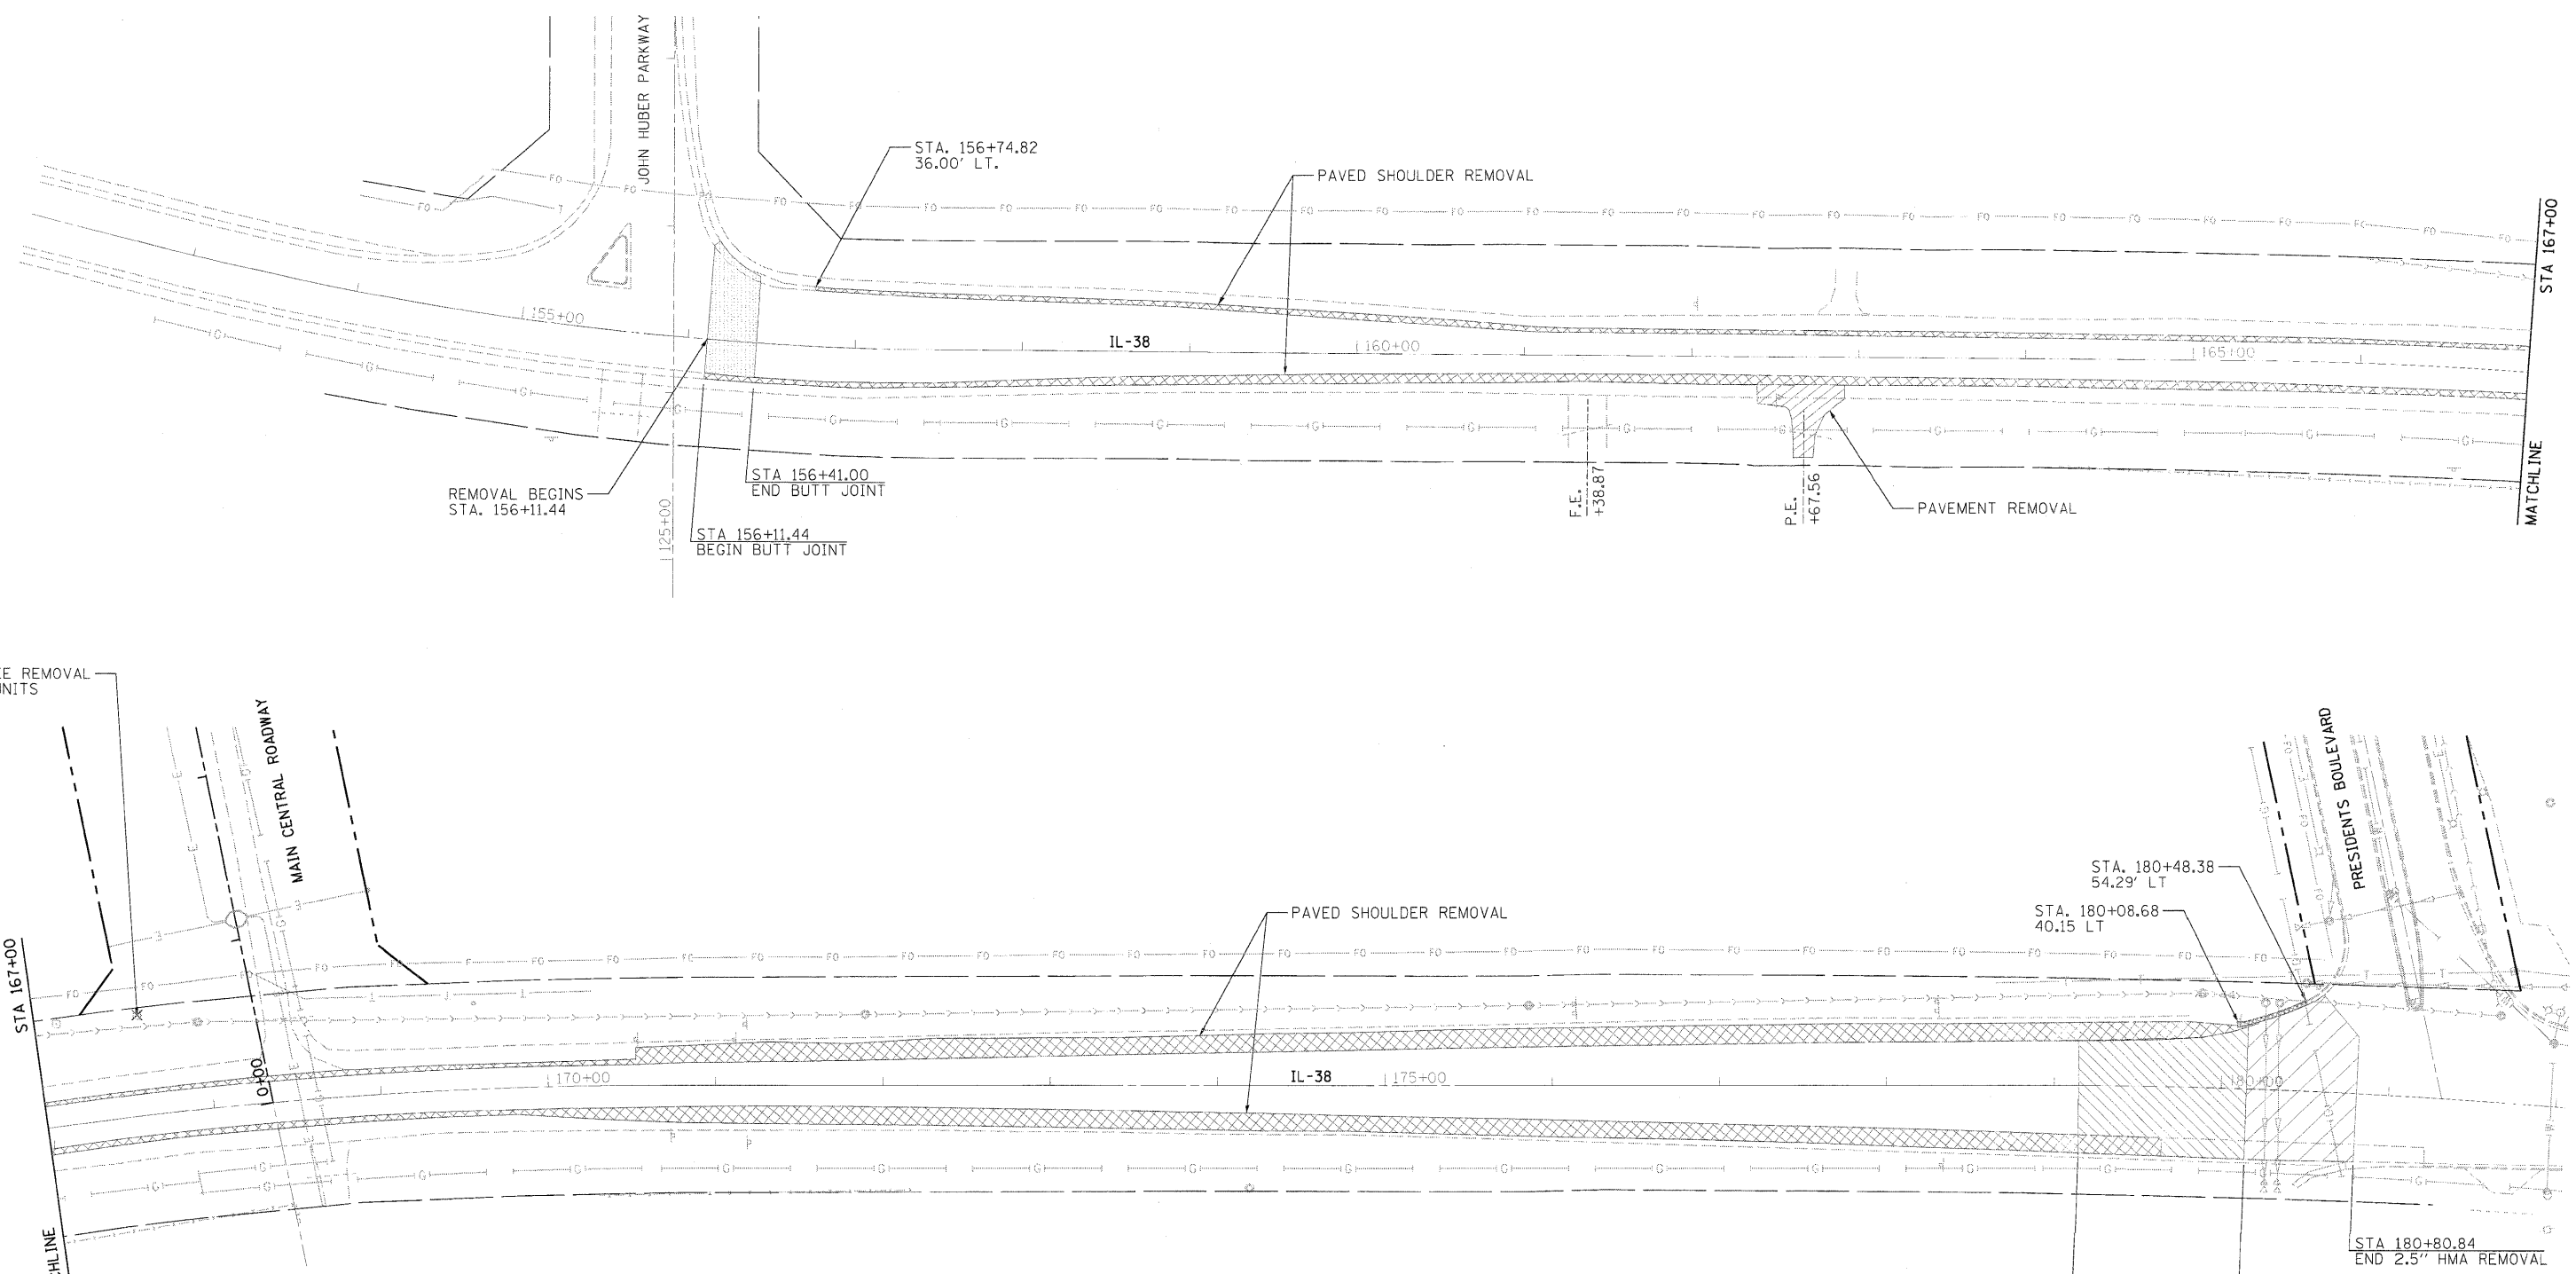 JOHN HUBER PARKWAY
STA. 156+74.82
36.00' LT.
PAVED SHOULDER REMOVAL
STA 167+00
155+00
IL-38
160+00
165+00
REMOVAL BEGINS
STA. 156+11.44
STA 156+41.00
END BUTT JOINT
STA 156+11.44
BEGIN BUTT JOINT
125+00
F.E.
+38.87
P.E.
+67.56
PAVEMENT REMOVAL
MATCHLINE
REMOVAL
MAIN CENTRAL ROADWAY
PRESIDENTS BOULEVARD
STA. 180+48.38
54.29' LT
STA. 180+08.68
40.15 LT
PAVED SHOULDER REMOVAL
STA 167+00
0+00
170+00
IL-38
175+00
180+00
STA 180+80.84
END 2.5" HMA REMOVAL